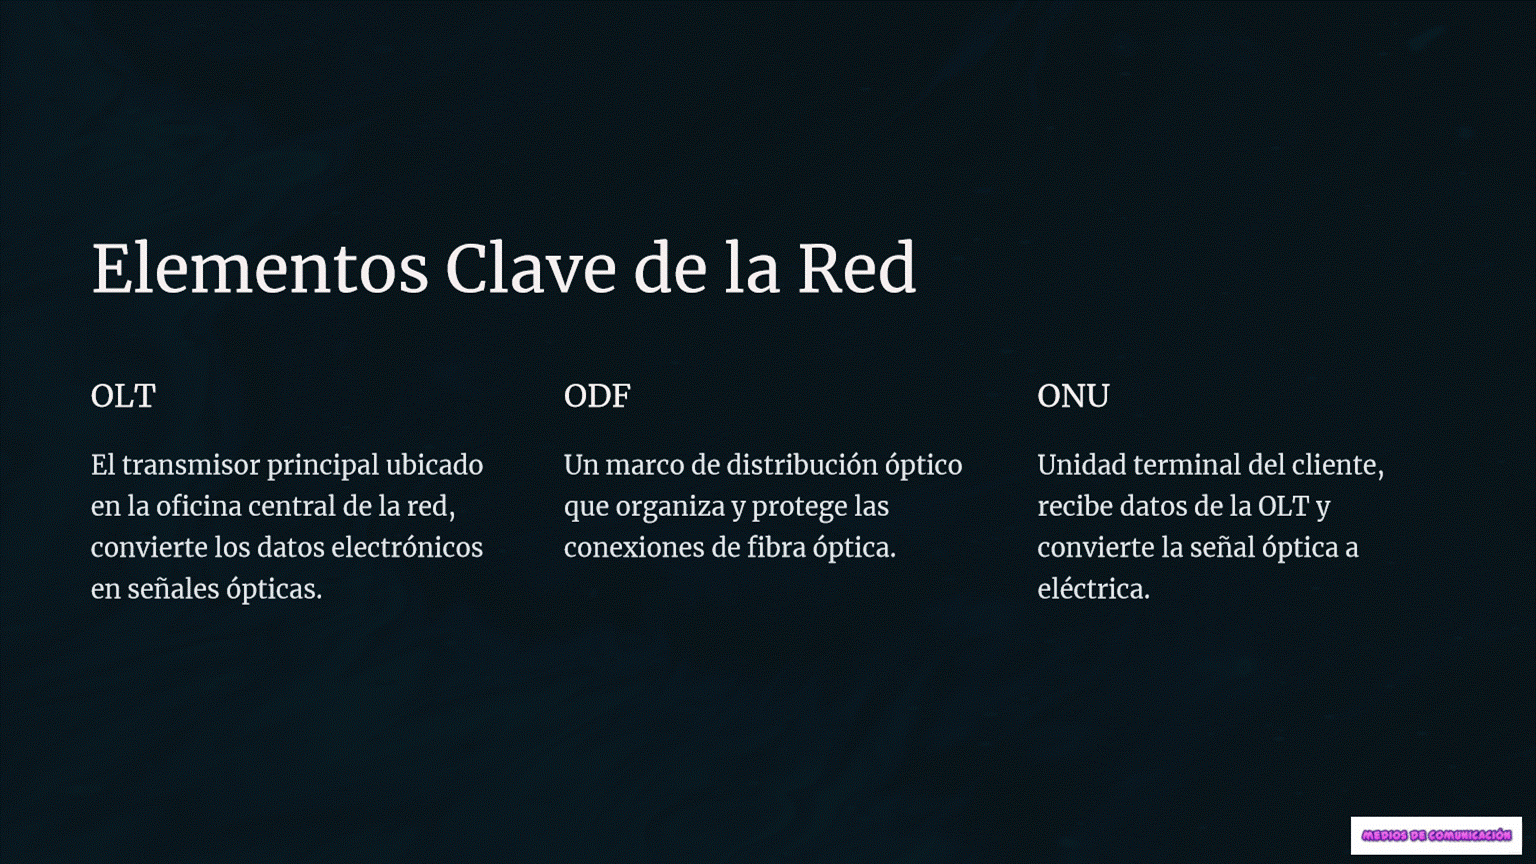 Elementos Clave de la Red
OLT
El transmisor principal ubicado
en la oficina central de la red,
convierte los datos electrónicos
en señales ópticas.
ODF
Un marco de distribución óptico
que organiza y protege las
conexiones de fibra óptica.
ONU
Unidad terminal del cliente,
recibe datos de la OLT y
convierte la señal óptica a
eléctrica.
MEDIOS DE COMUNICACIÓN